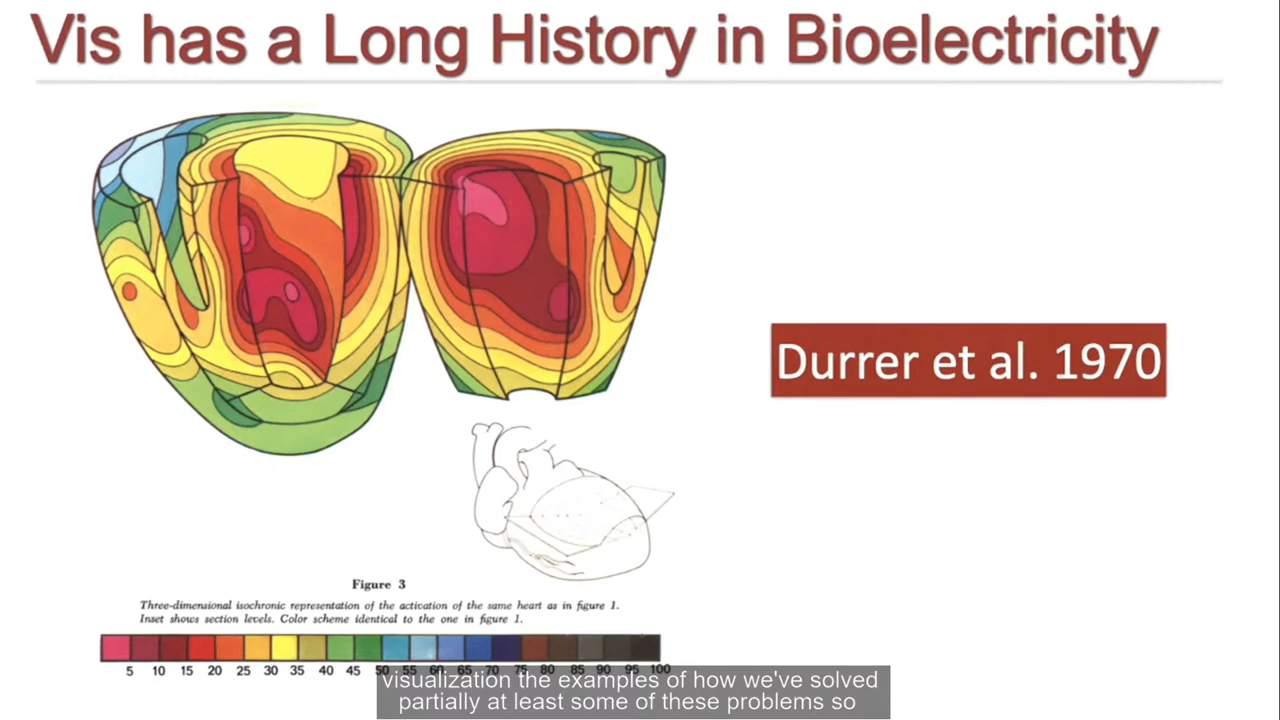 Vis has a Long History in Bioelectricity
Durrer et al. 1970
Figure 3
Three-dimensional isochronic representation of the activation of the same heart as in figure 1.
Inset shows section levels. Color scheme identical to the one in figure 1.
5 10 15 20 25 30 35 40 45 50 55 60 65 70 75 80 85 90 95 100
visualization the examples of how we've solved
partially at least some of these problems so